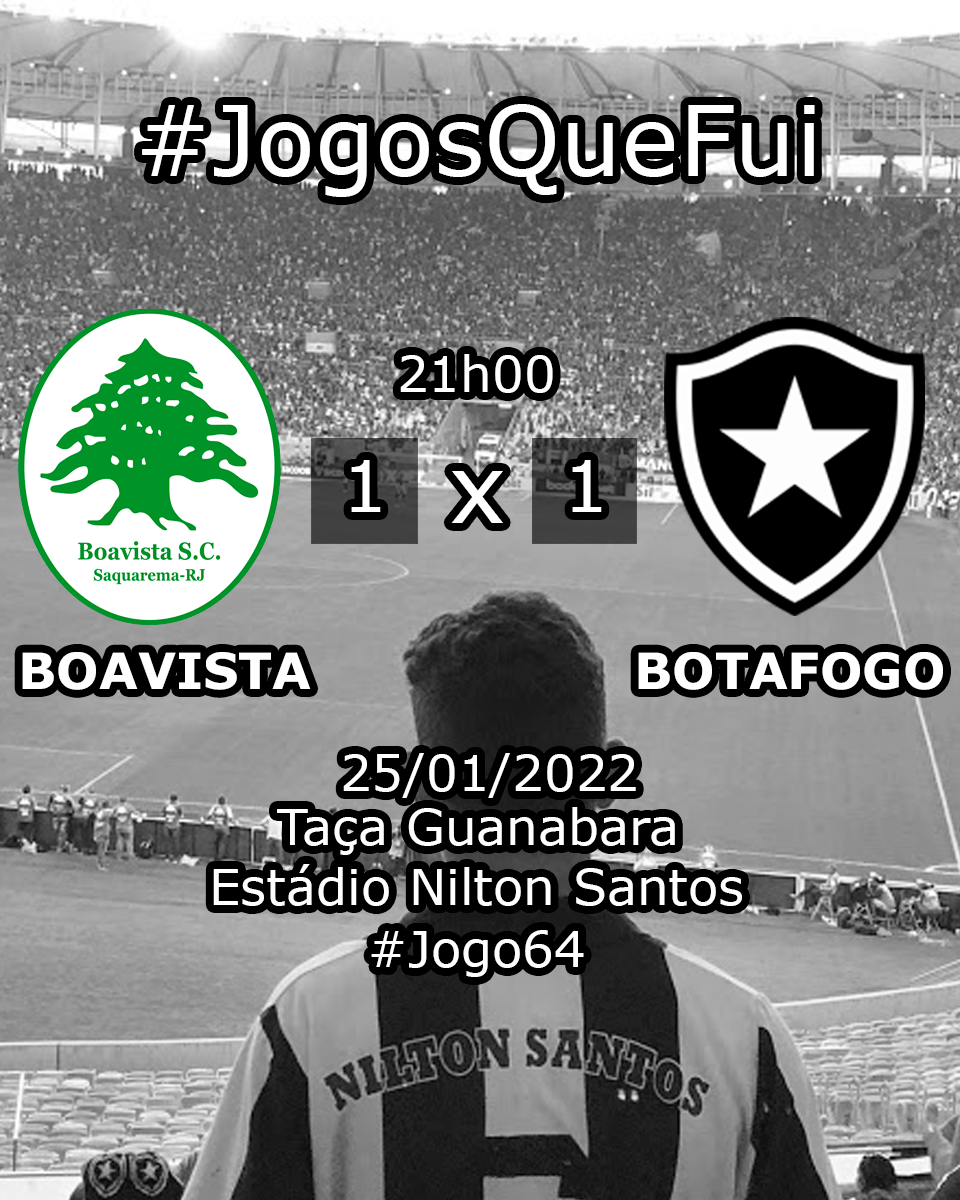 #JogosQueFui
21h00
1 x 1
Boavista S.C.
Saquarema-RJ
BOAVISTA
BOTAFOGO
25/01/2022
Taça Guanabara
Estádio Nilton Santos
#Jogo64
NILTON SANTOS